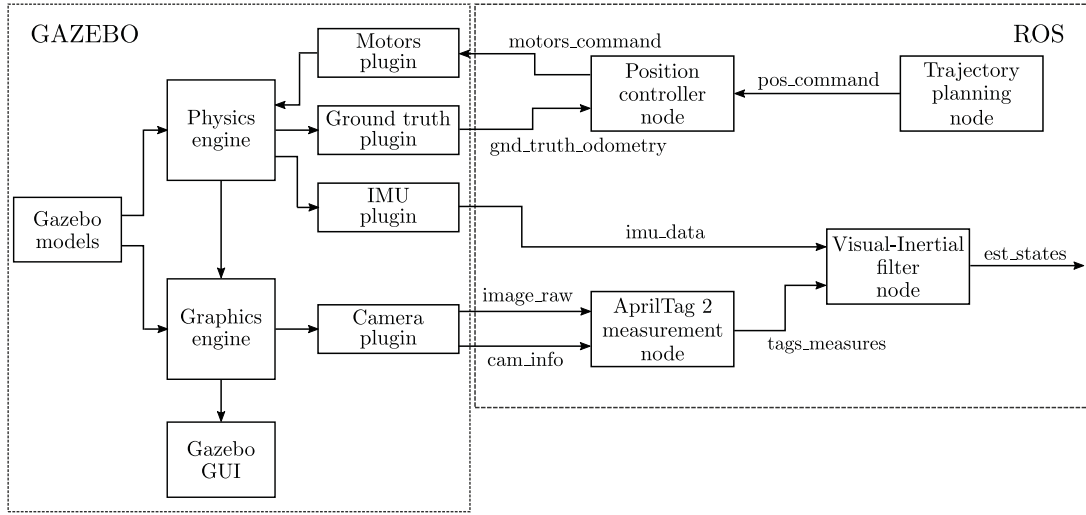 GAZEBO
ROS
Motors
plugin
motors_command
Position
controller
node
pos_command
Trajectory
planning
node
Physics
engine
Ground truth
plugin
gnd_truth_odometry
IMU
plugin
imu_data
Gazebo
models
Visual-Inertial
filter
node
est_states
Graphics
engine
Camera
plugin
image_raw
cam_info
AprilTag 2
measurement
node
tags_measures
Gazebo
GUI